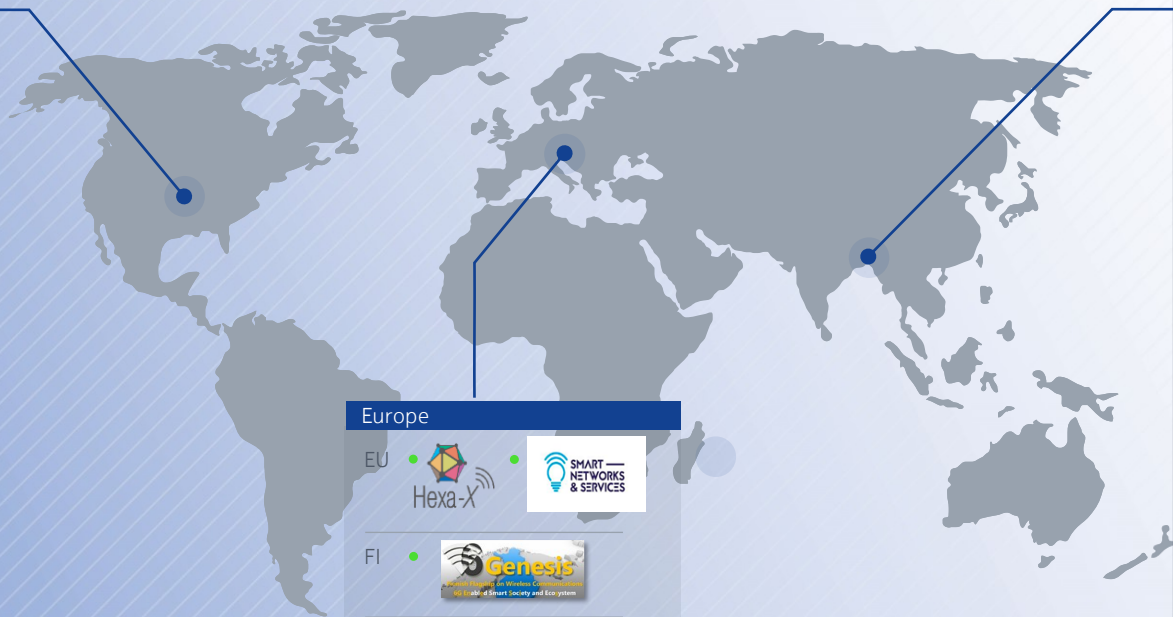 Europe
EU
Hexa-X
SMART
NETWORKS
& SERVICES
FI
6Genesis
Finnish Flagship on Wireless Communications
6G Enabled Smart Society and Ecosystem